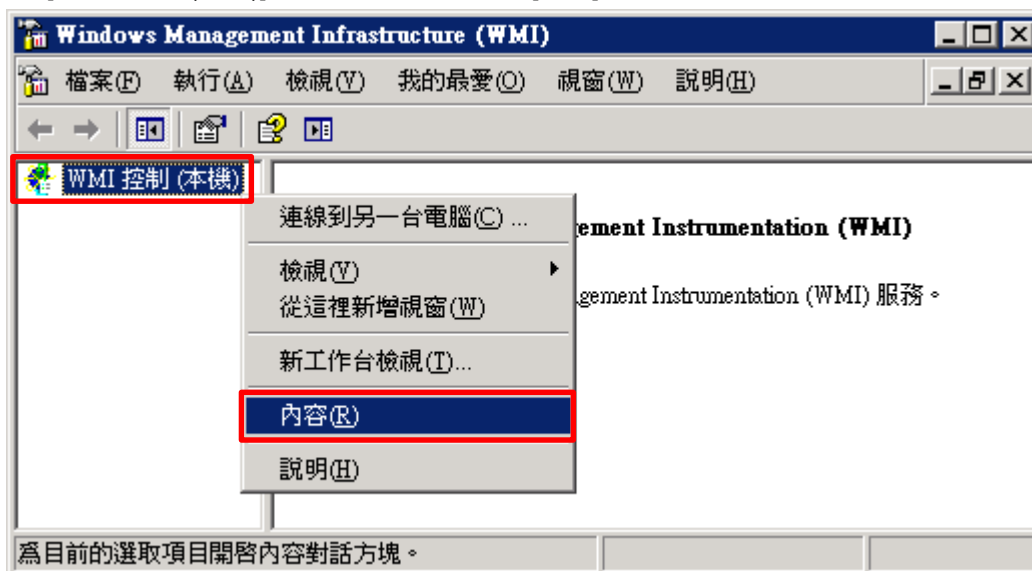 Windows Management Infrastructure (WMI)
檔案(F) 執行(A) 檢視(V) 我的最愛(O) 視窗(W) 說明(H)
WMI 控制 (本機)
連線到另一台電腦(C) ...
ement Instrumentation (WMI)
檢視(V)
從這裡新增視窗(W)
gement Instrumentation (WMI) 服務。
新工作台檢視(T)...
內容(R)
說明(H)
爲目前的選取項目開啓內容對話方塊。